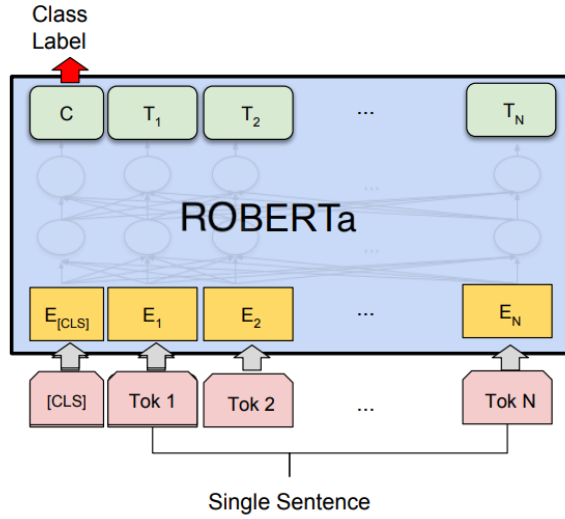 Class
Label
C T1 T2 ... TN
...
ROBERTa
...
E[CLS] E1 E2 ... EN
[CLS] Tok 1 Tok 2 ... Tok N
Single Sentence